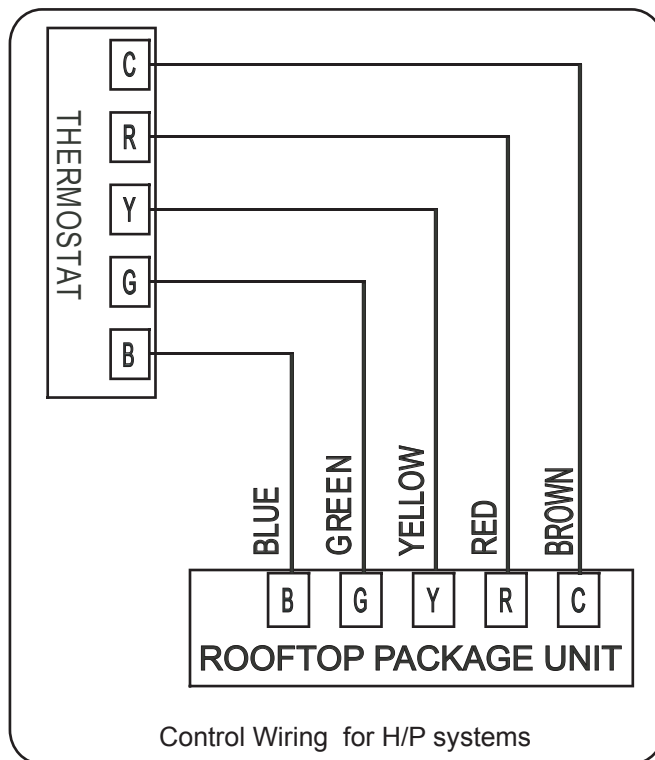 THERMOSTAT
C
R
Y
G
B
BLUE
GREEN
YELLOW
RED
BROWN
B G Y R C
ROOFTOP PACKAGE UNIT
Control Wiring for H/P systems